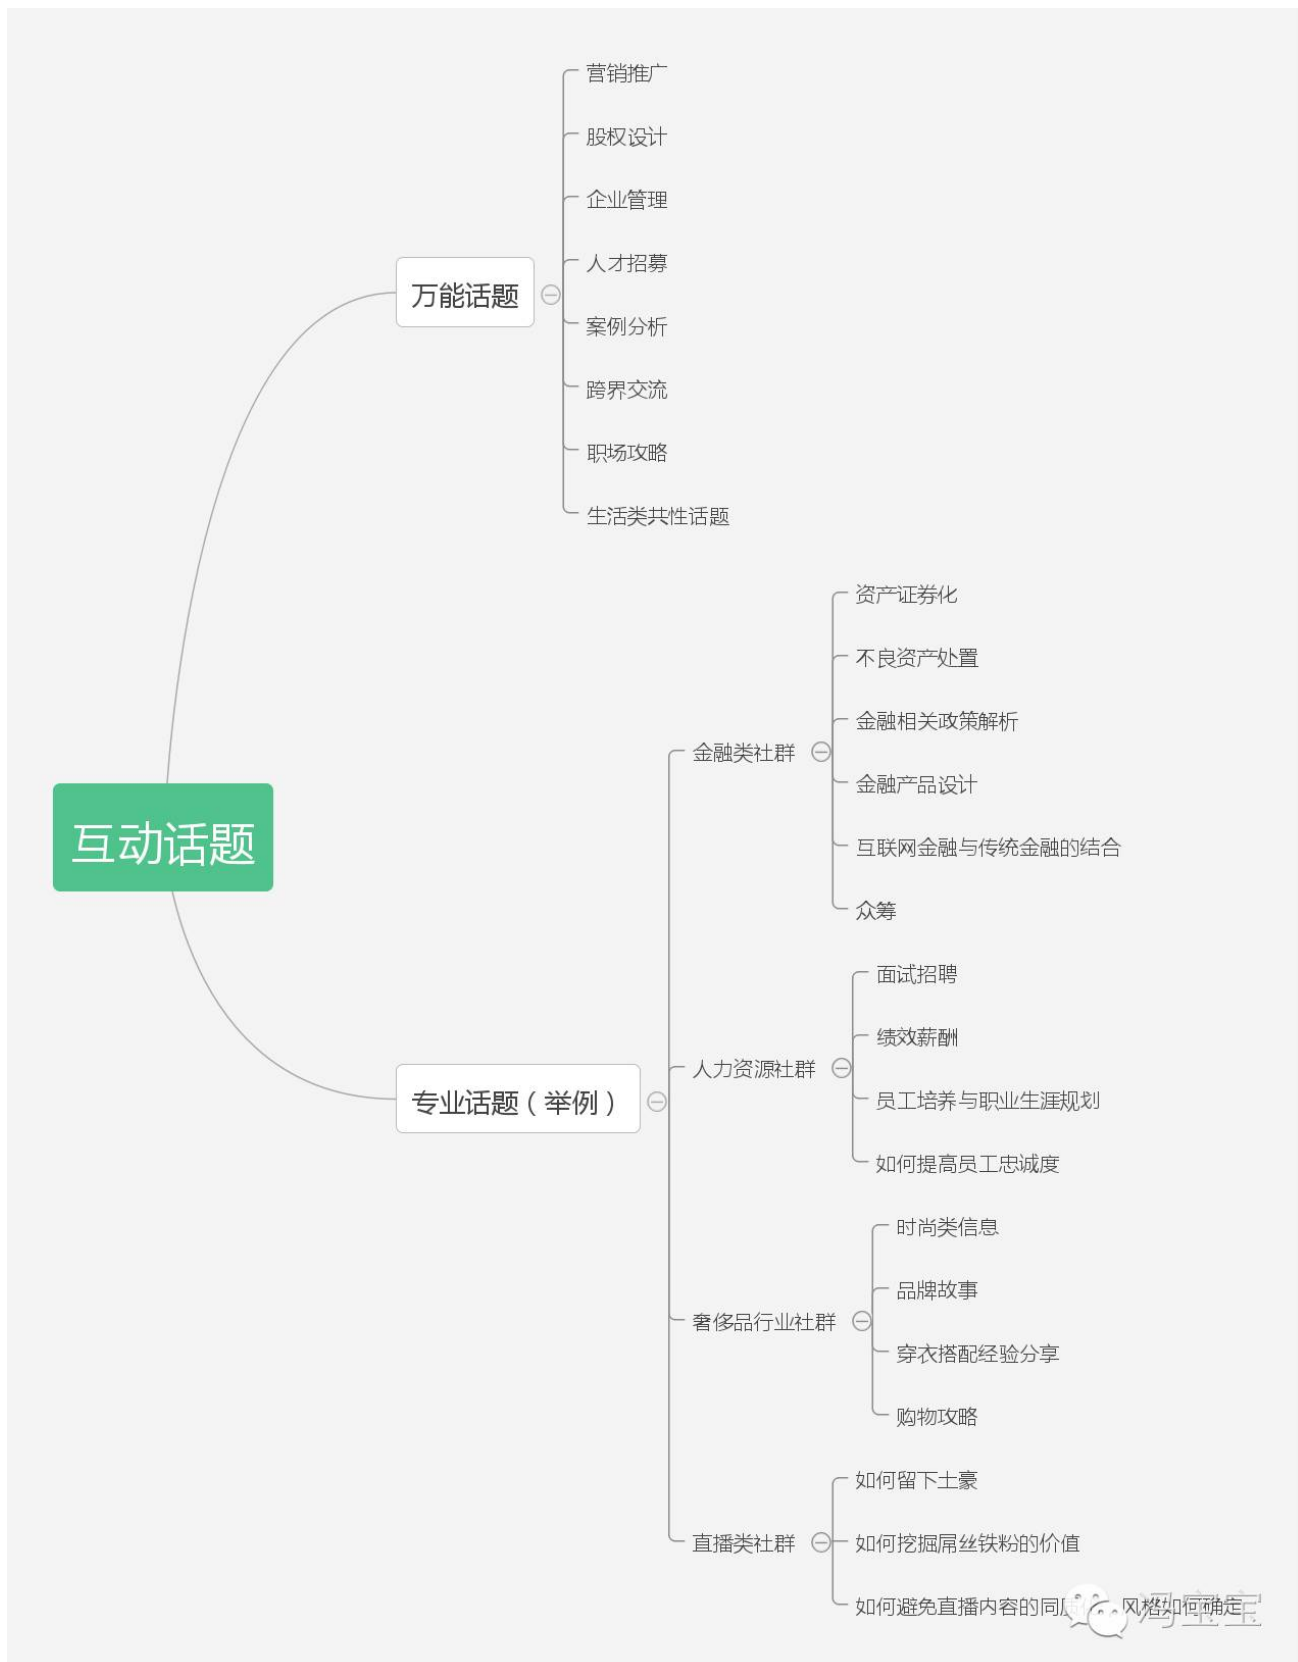 互动话题
万能话题
营销推广
股权设计
企业管理
人才招募
案例分析
跨界交流
职场攻略
生活类共性话题
专业话题（举例）
金融类社群
资产证券化
不良资产处置
金融相关政策解析
金融产品设计
互联网金融与传统金融的结合
众筹
人力资源社群
面试招聘
绩效薪酬
员工培养与职业生涯规划
如何提高员工忠诚度
奢侈品行业社群
时尚类信息
品牌故事
穿衣搭配经验分享
购物攻略
直播类社群
如何留下土豪
如何挖掘屌丝铁粉的价值
如何避免直播内容的同质 风格如何确定
冯宝宝